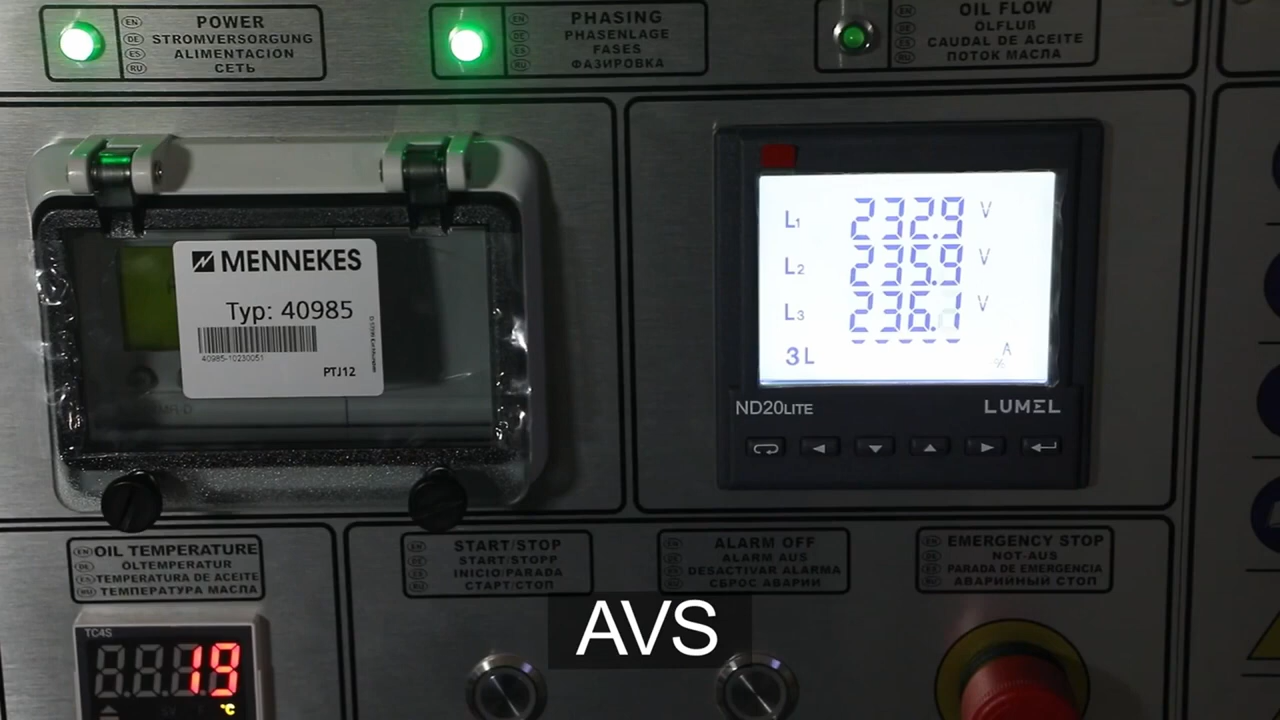 EN POWER
DE STROMVERSORGUNG
ES ALIMENTACIÓN
RU СЕТЬ
EN PHASING
DE PHASENLAGE
ES FASES
RU ФАЗИРОВКА
EN OIL FLOW
DE ÖLFLUß
ES CAUDAL DE ACEITE
RU ПОТОК МАСЛА
MENNEKES
Typ: 40985
40985-10230051
PTJ12
L1 232.9 V
L2 235.9 V
L3 236.1 V
3L A
%
ND20LITE LUMEL
EN OIL TEMPERATURE
DE ÖLTEMPERATUR
ES TEMPERATURA DE ACEITE
RU ТЕМПЕРАТУРА МАСЛА
EN START/STOP
DE START/STOPP
ES INICIO/PARADA
RU СТАРТ/СТОП
EN ALARM OFF
DE ALARM AUS
ES DESACTIVAR ALARMA
RU СБРОС АВАРИИ
EN EMERGENCY STOP
DE NOT-AUS
ES PARADA DE EMERGENCIA
RU АВАРИЙНЫЙ СТОП
TC4S
19
°C
AVS